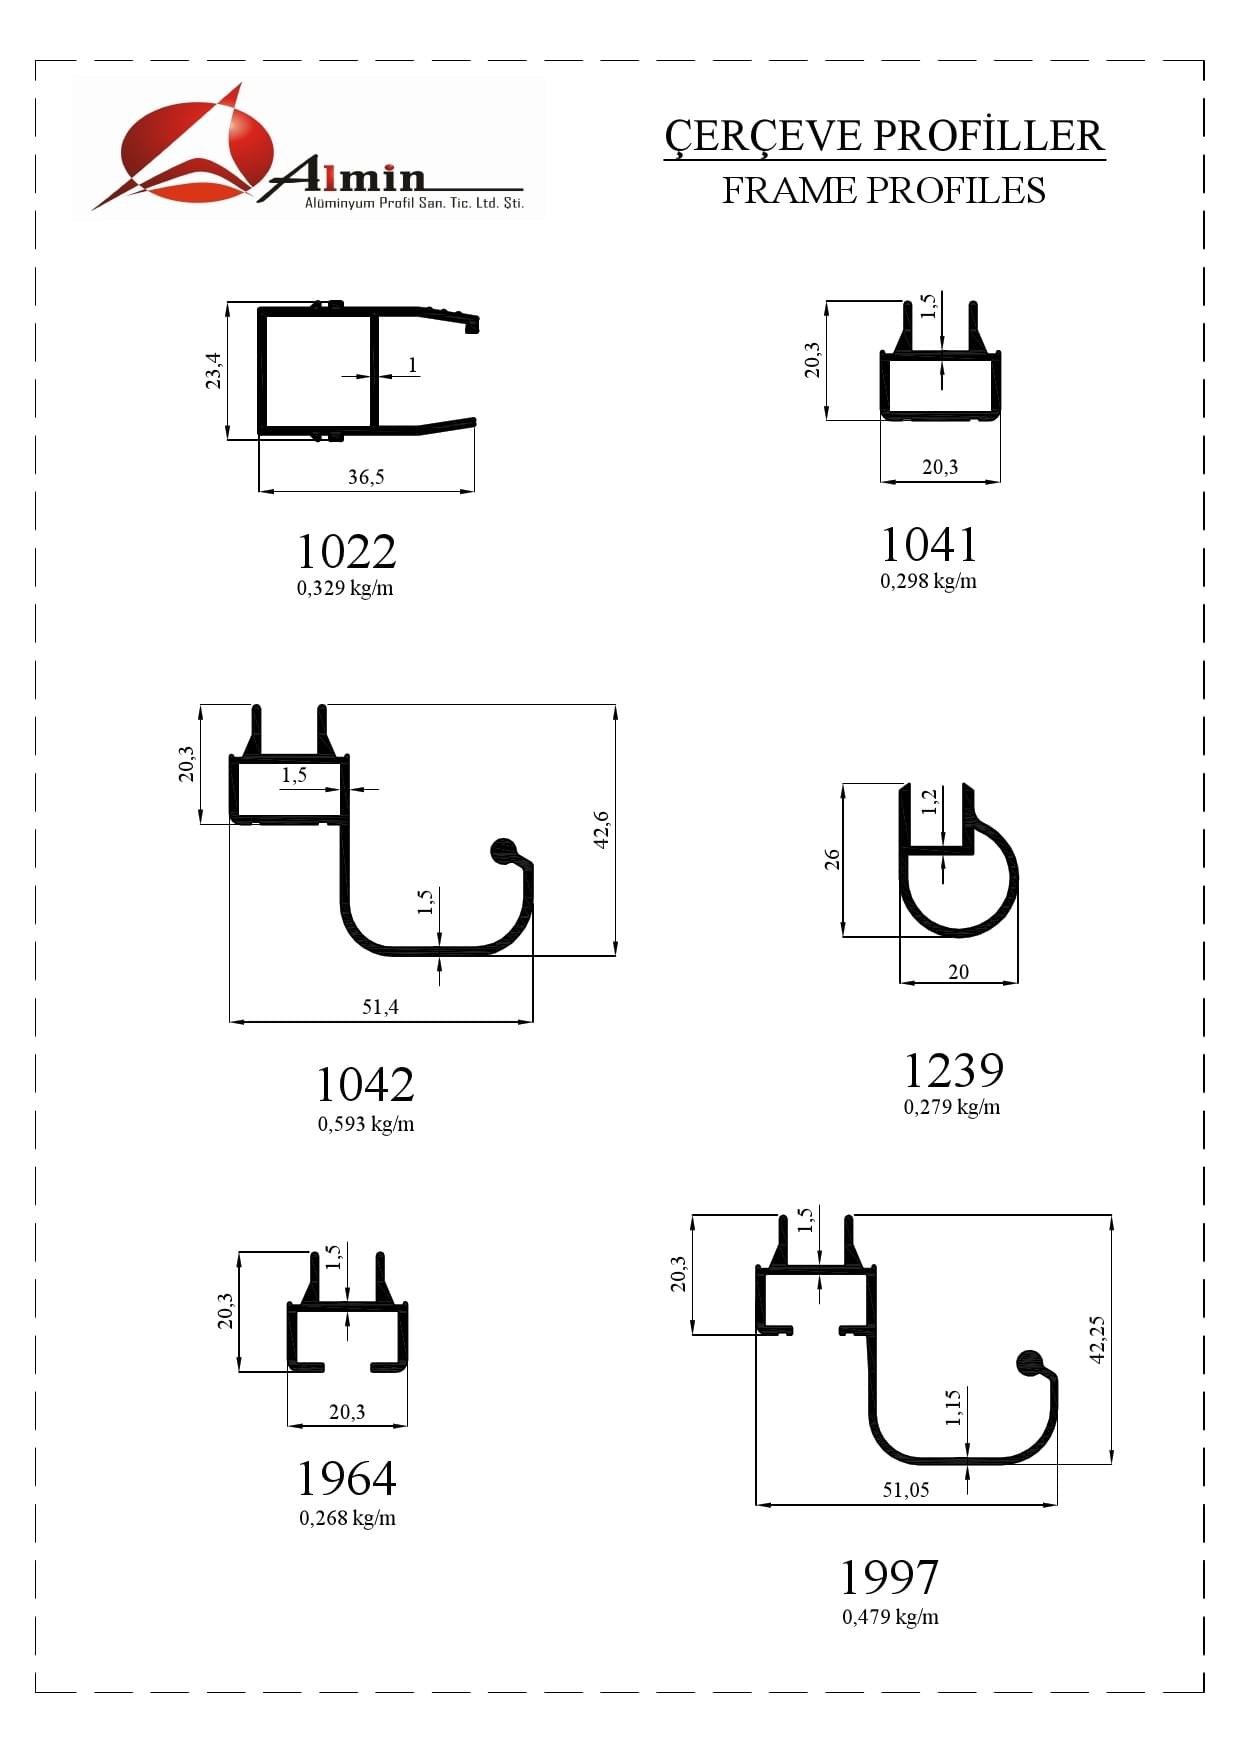 Almin
Alüminyum Profil San. Tic. Ltd. Şti.
ÇERÇEVE PROFİLLER
FRAME PROFILES
23,4
1
36,5
1022
0,329 kg/m
20,3
1,5
20,3
1041
0,298 kg/m
20,3
1,5
1,5
42,6
51,4
1042
0,593 kg/m
26
1,2
20
1239
0,279 kg/m
20,3
1,5
20,3
1964
0,268 kg/m
20,3
1,5
42,25
1,15
51,05
1997
0,479 kg/m